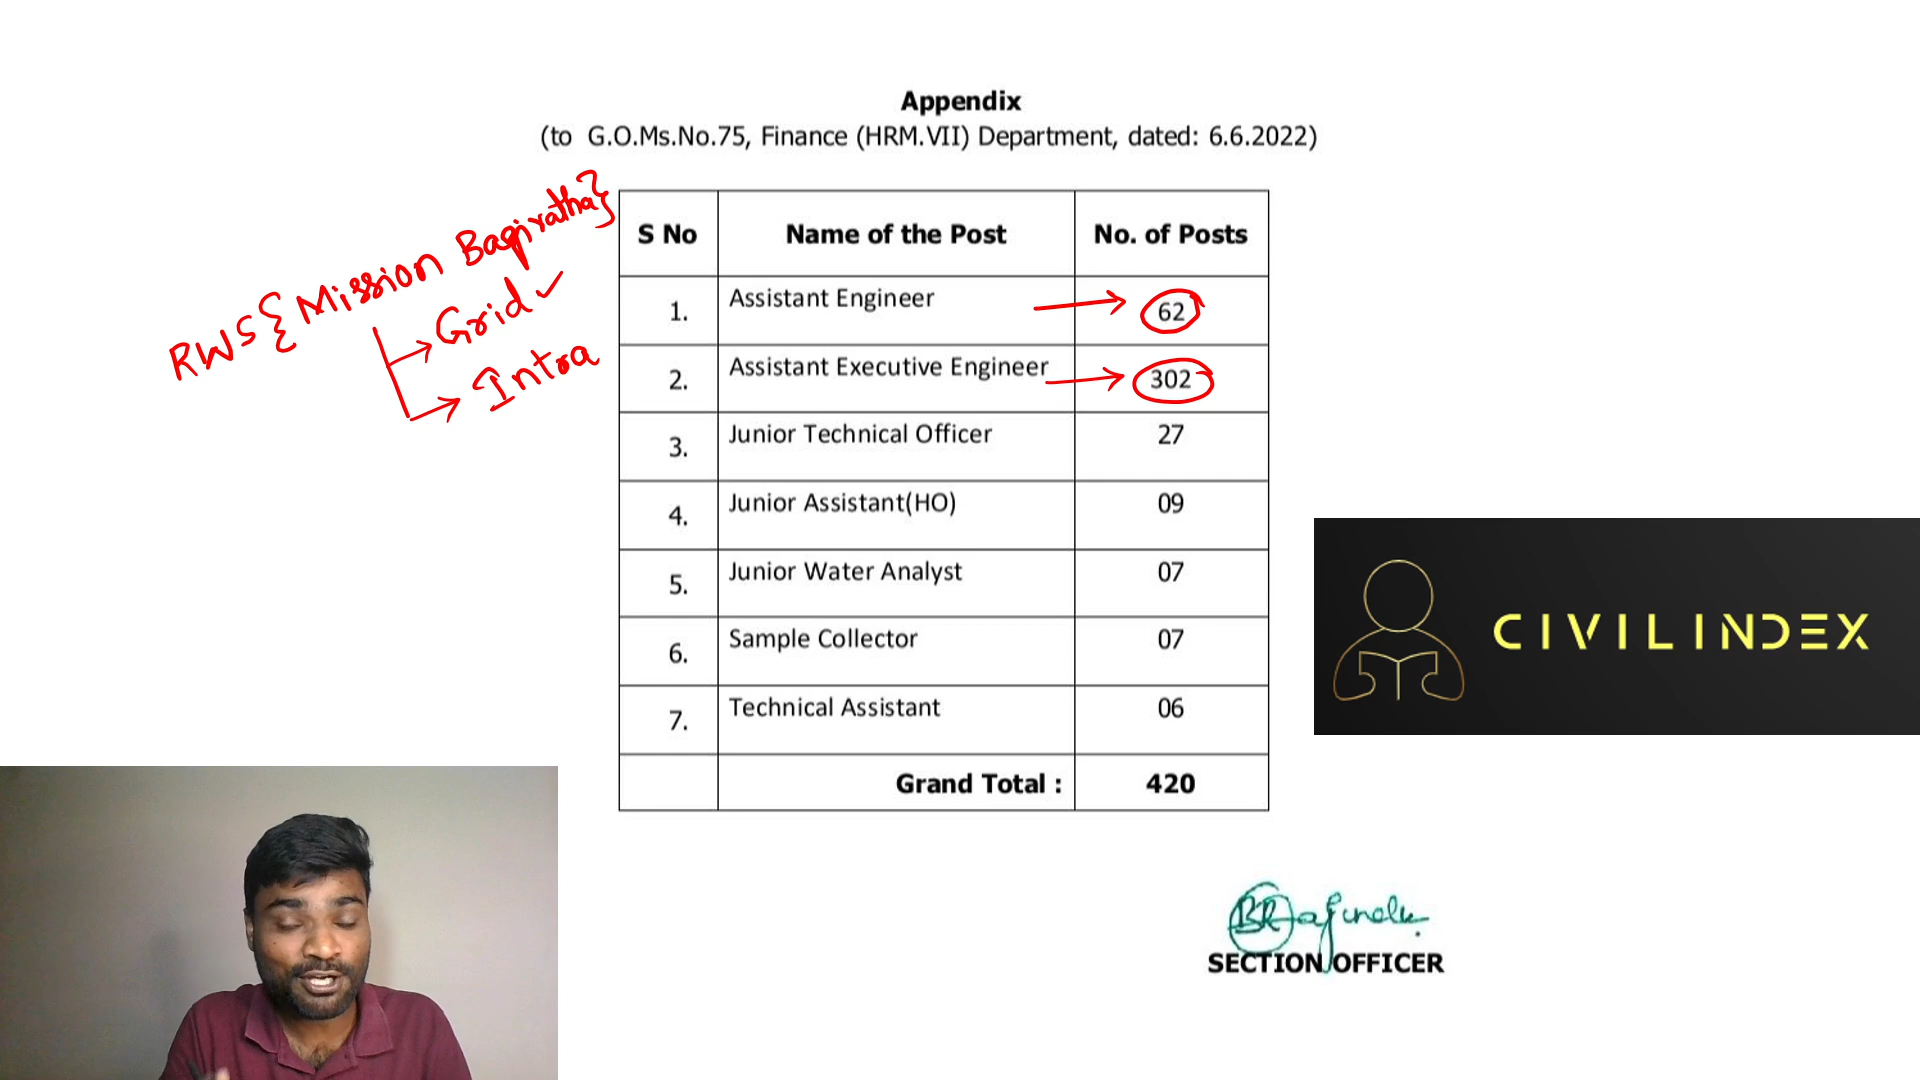 Appendix
(to G.O.Ms.No.75, Finance (HRM.VII) Department, dated: 6.6.2022)
RWS { Mission Bagiratha}
Grid ✓
Intra
S No Name of the Post No. of Posts
1. Assistant Engineer 62
2. Assistant Executive Engineer 302
3. Junior Technical Officer 27
4. Junior Assistant(HO) 09
5. Junior Water Analyst 07
6. Sample Collector 07
7. Technical Assistant 06
Grand Total : 420
CIVILINDEX
SECTION OFFICER